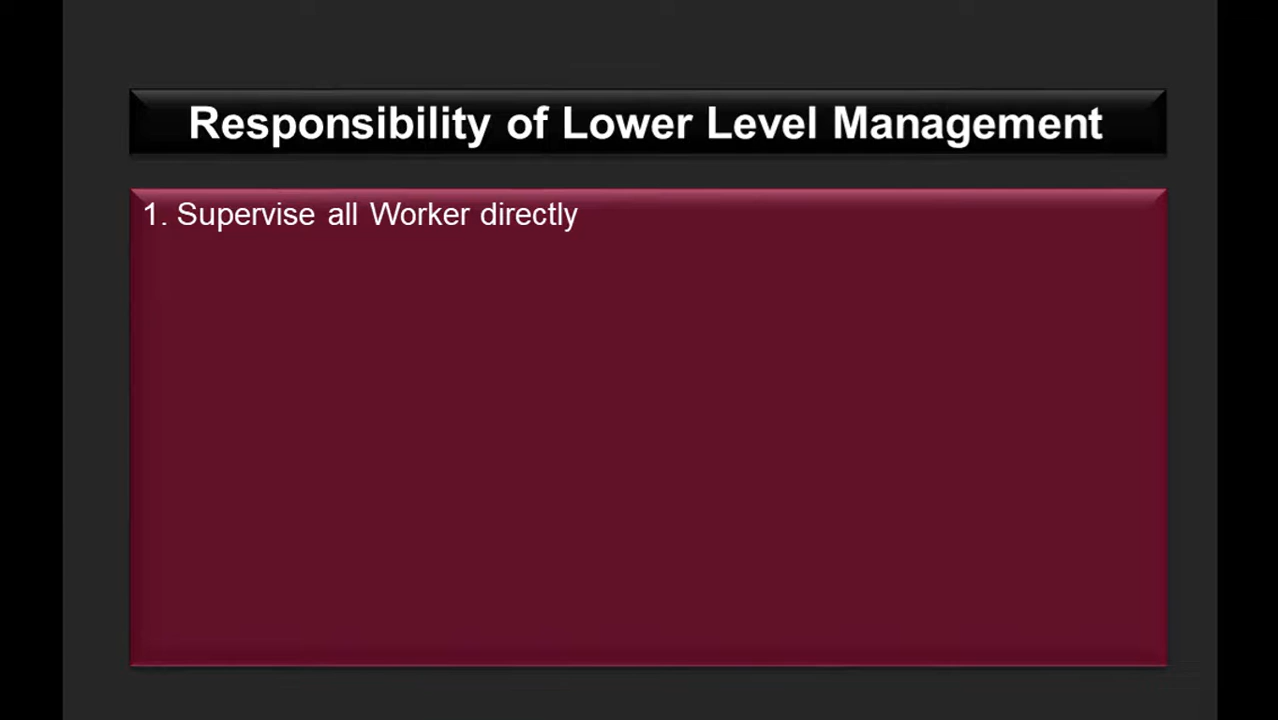 Responsibility of Lower Level Management
1. Supervise all Worker directly